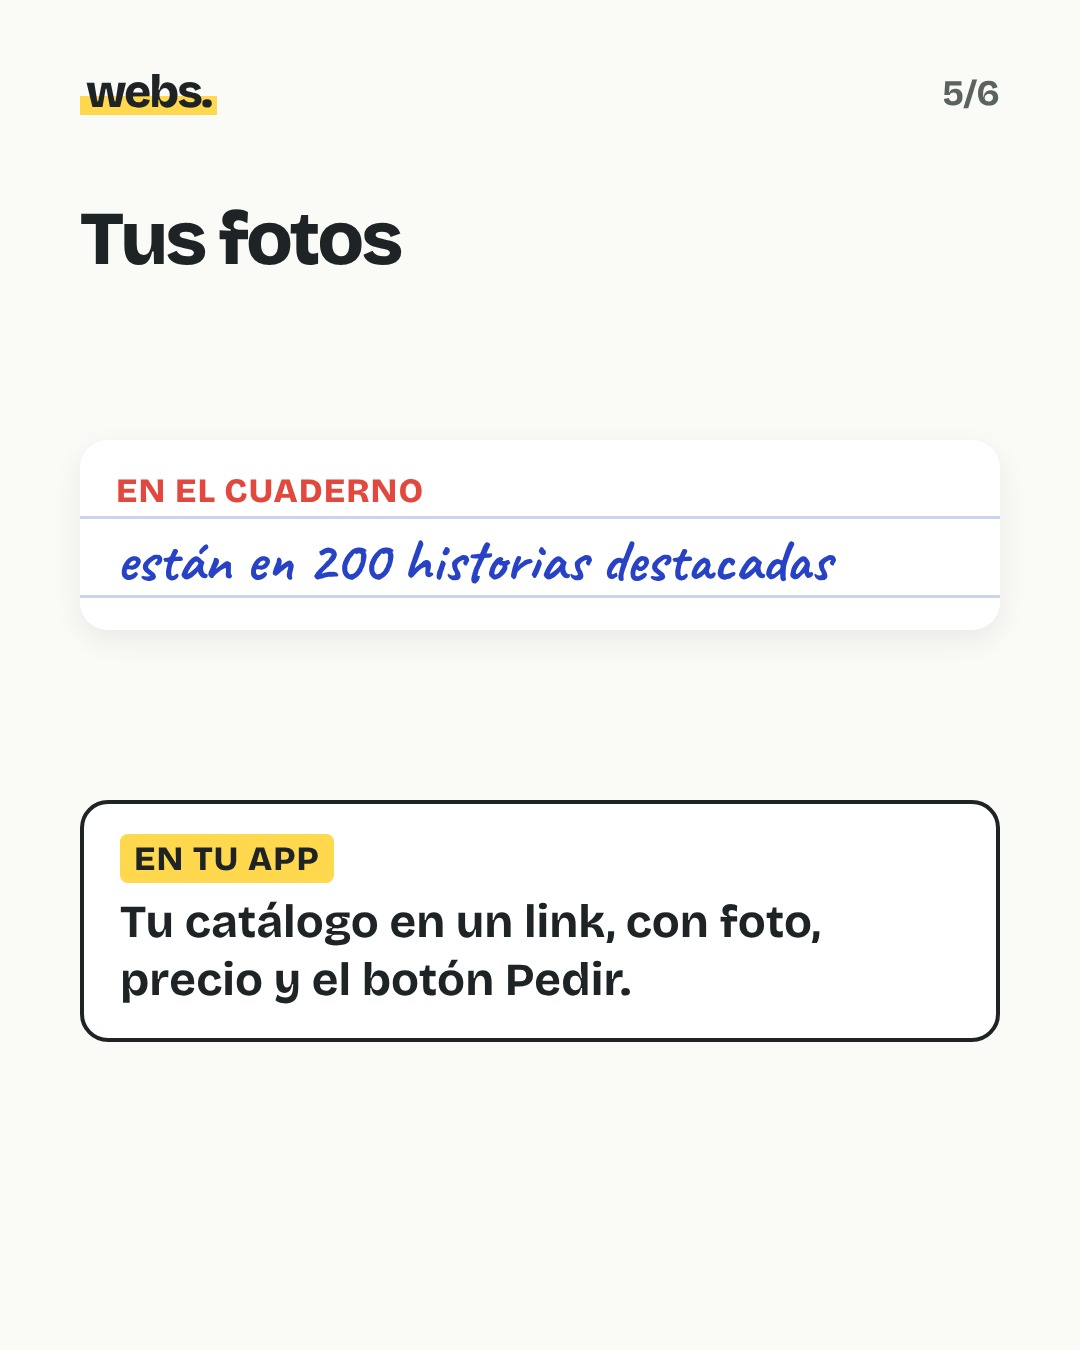 webs.
5/6
Tus fotos
EN EL CUADERNO
están en 200 historias destacadas
EN TU APP
Tu catálogo en un link, con foto,
precio y el botón Pedir.